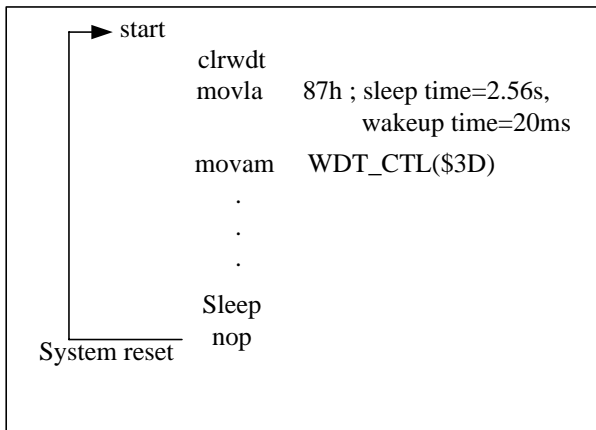 start
clrwdt
movla 87h ; sleep time=2.56s,
wakeup time=20ms
movam WDT_CTL($3D)
.
.
.
Sleep
nop
System reset